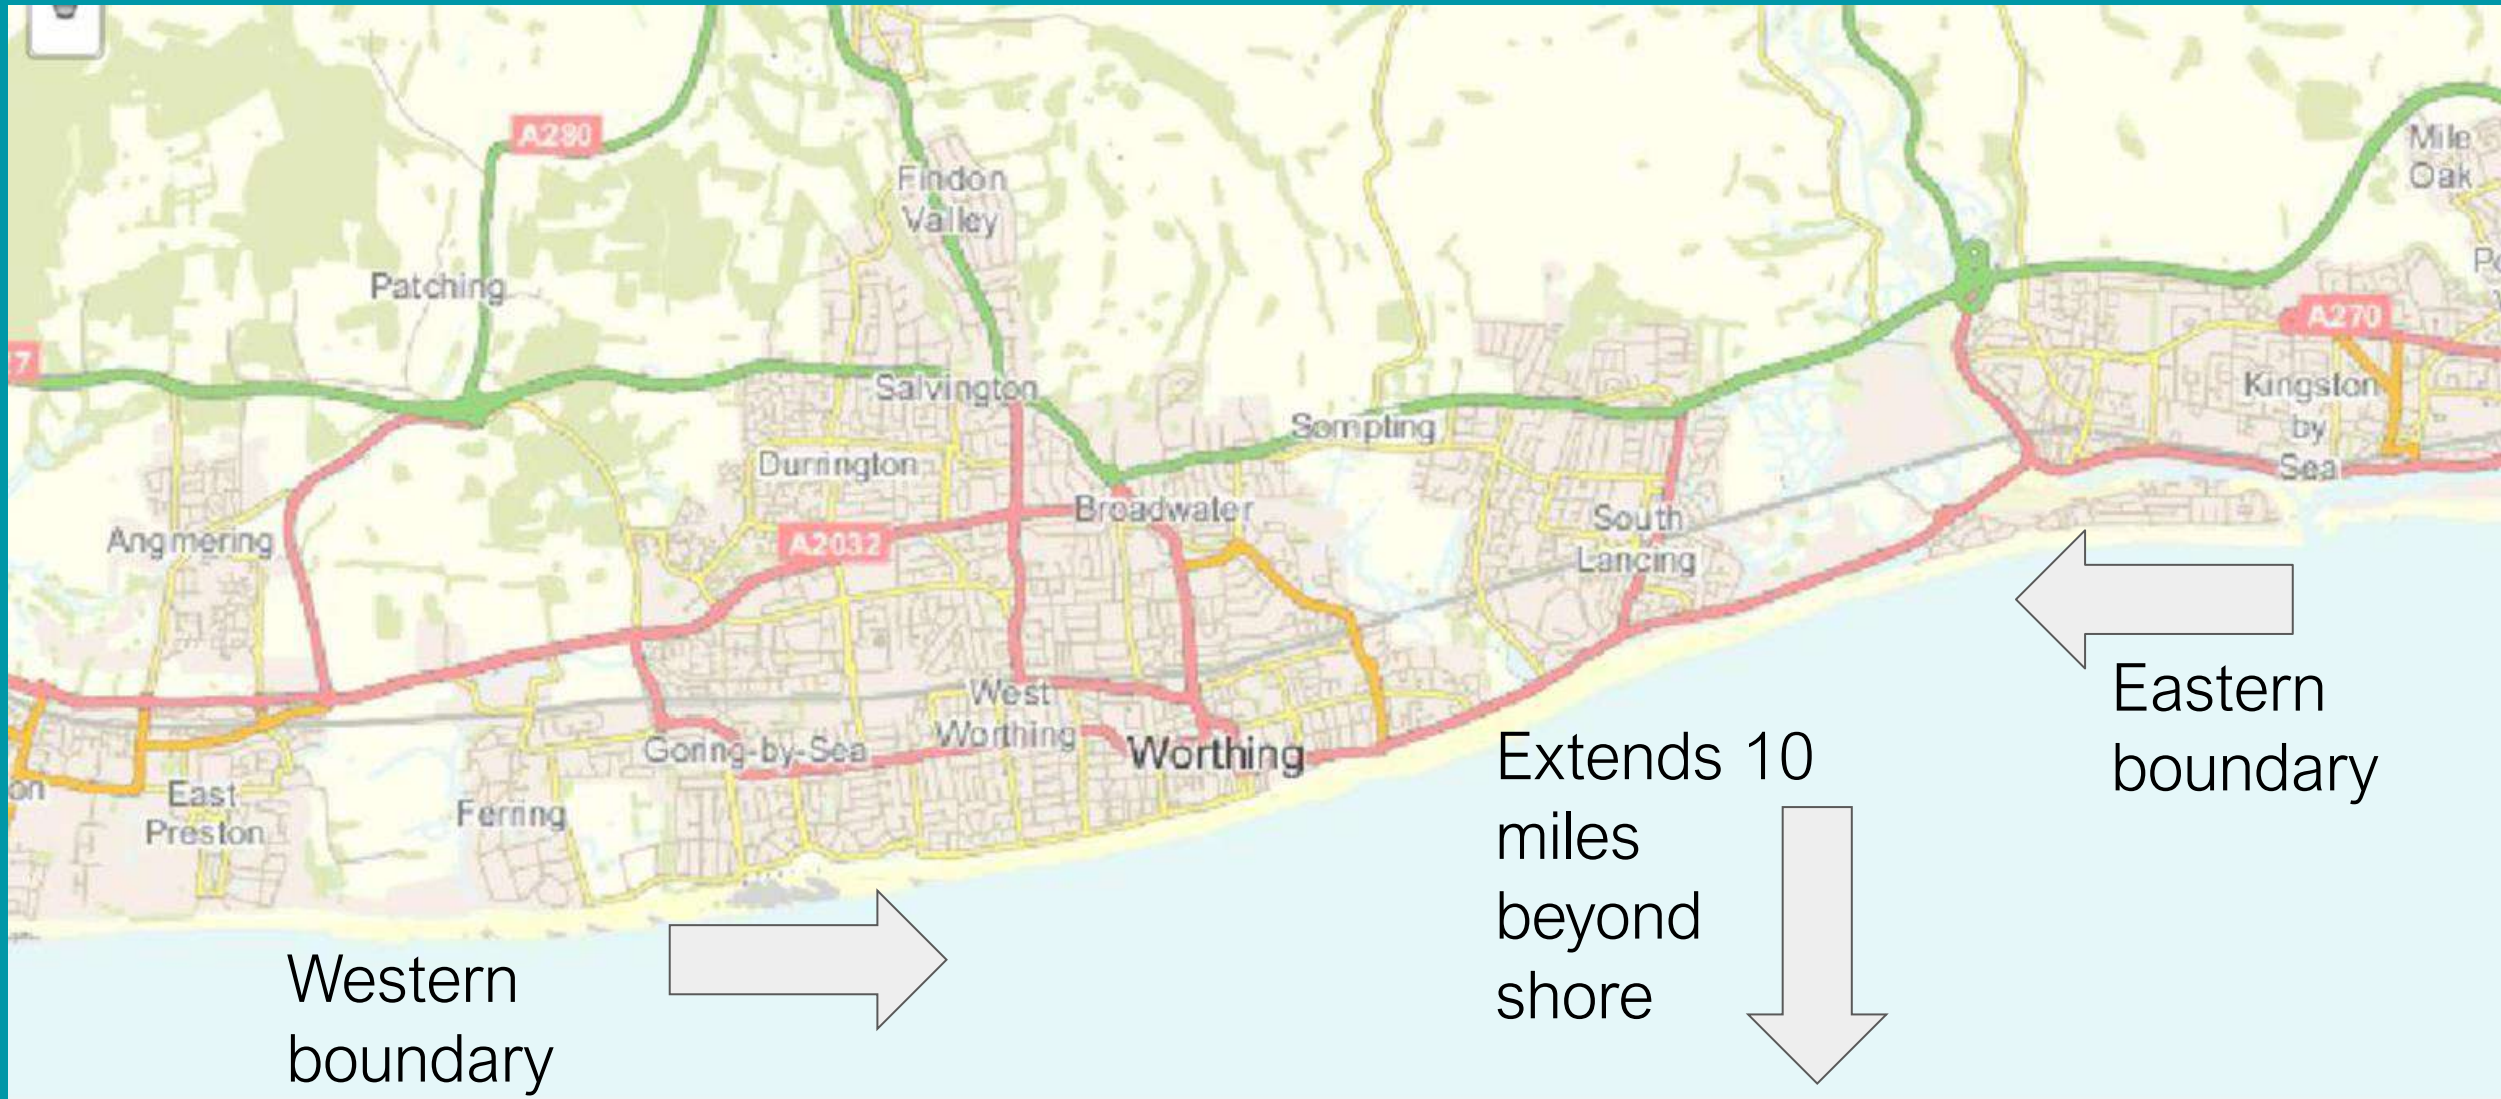 A280
Findon
Valley
Mile
Oak
Patching
A270
7
Salvington
Kingston
by
Sea
Sompting
Durrington
Broadwater
South
Lancing
Angmering
A2032
West
Worthing
Goring-by-Sea
Worthing
East
Preston
Ferring
Extends 10
miles
beyond
shore
Eastern
boundary
Western
boundary